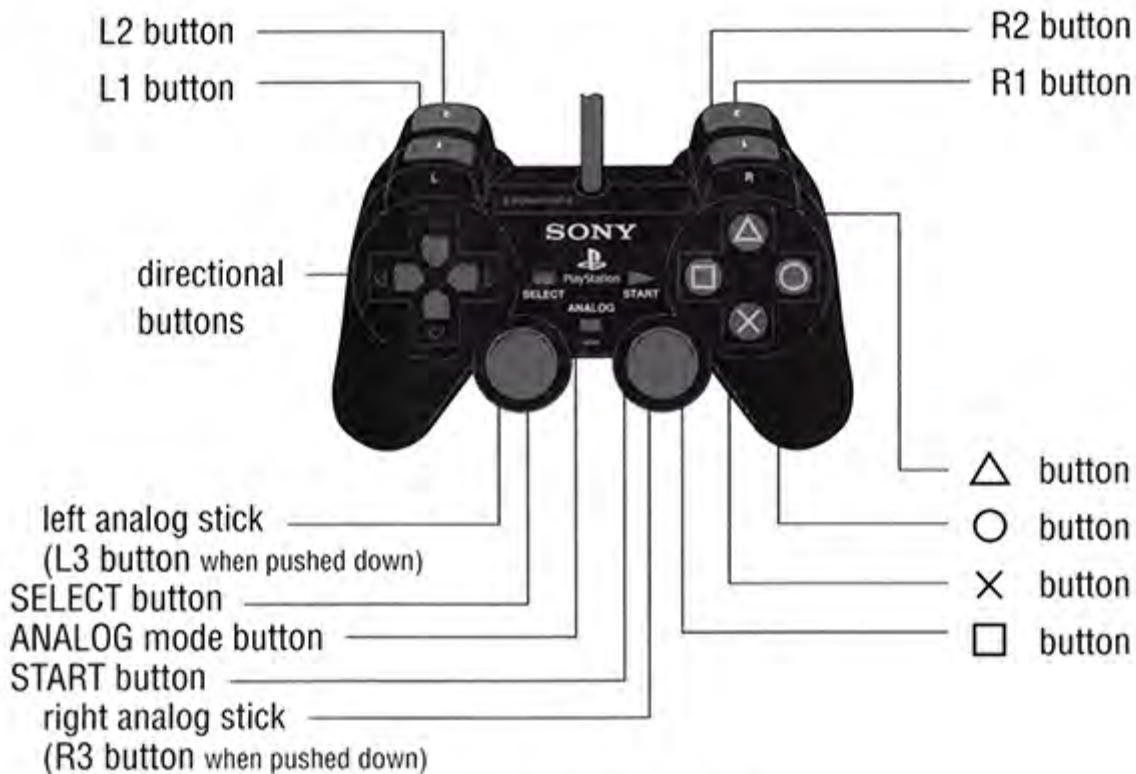 L2 button
R2 button
L1 button
R1 button
L
R
SONY
PlayStation
SELECT
START
ANALOG
directional
buttons
△ button
○ button
✕ button
□ button
left analog stick
(L3 button when pushed down)
SELECT button
ANALOG mode button
START button
right analog stick
(R3 button when pushed down)